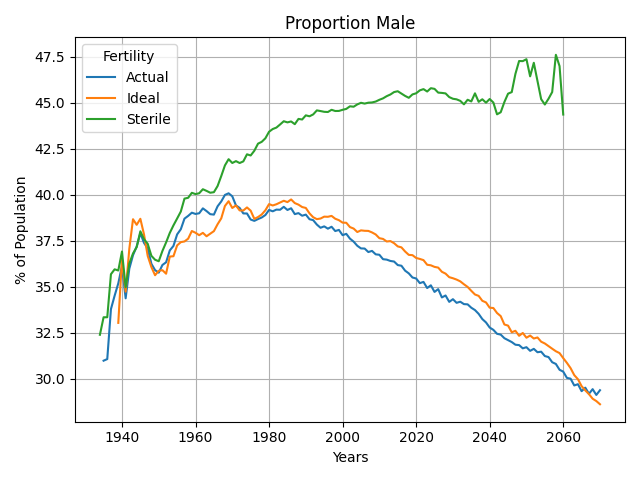 Proportion Male
Fertility
Actual
Ideal
Sterile
% of Population
47.5
45.0
42.5
40.0
37.5
35.0
32.5
30.0
1940 1960 1980 2000 2020 2040 2060
Years